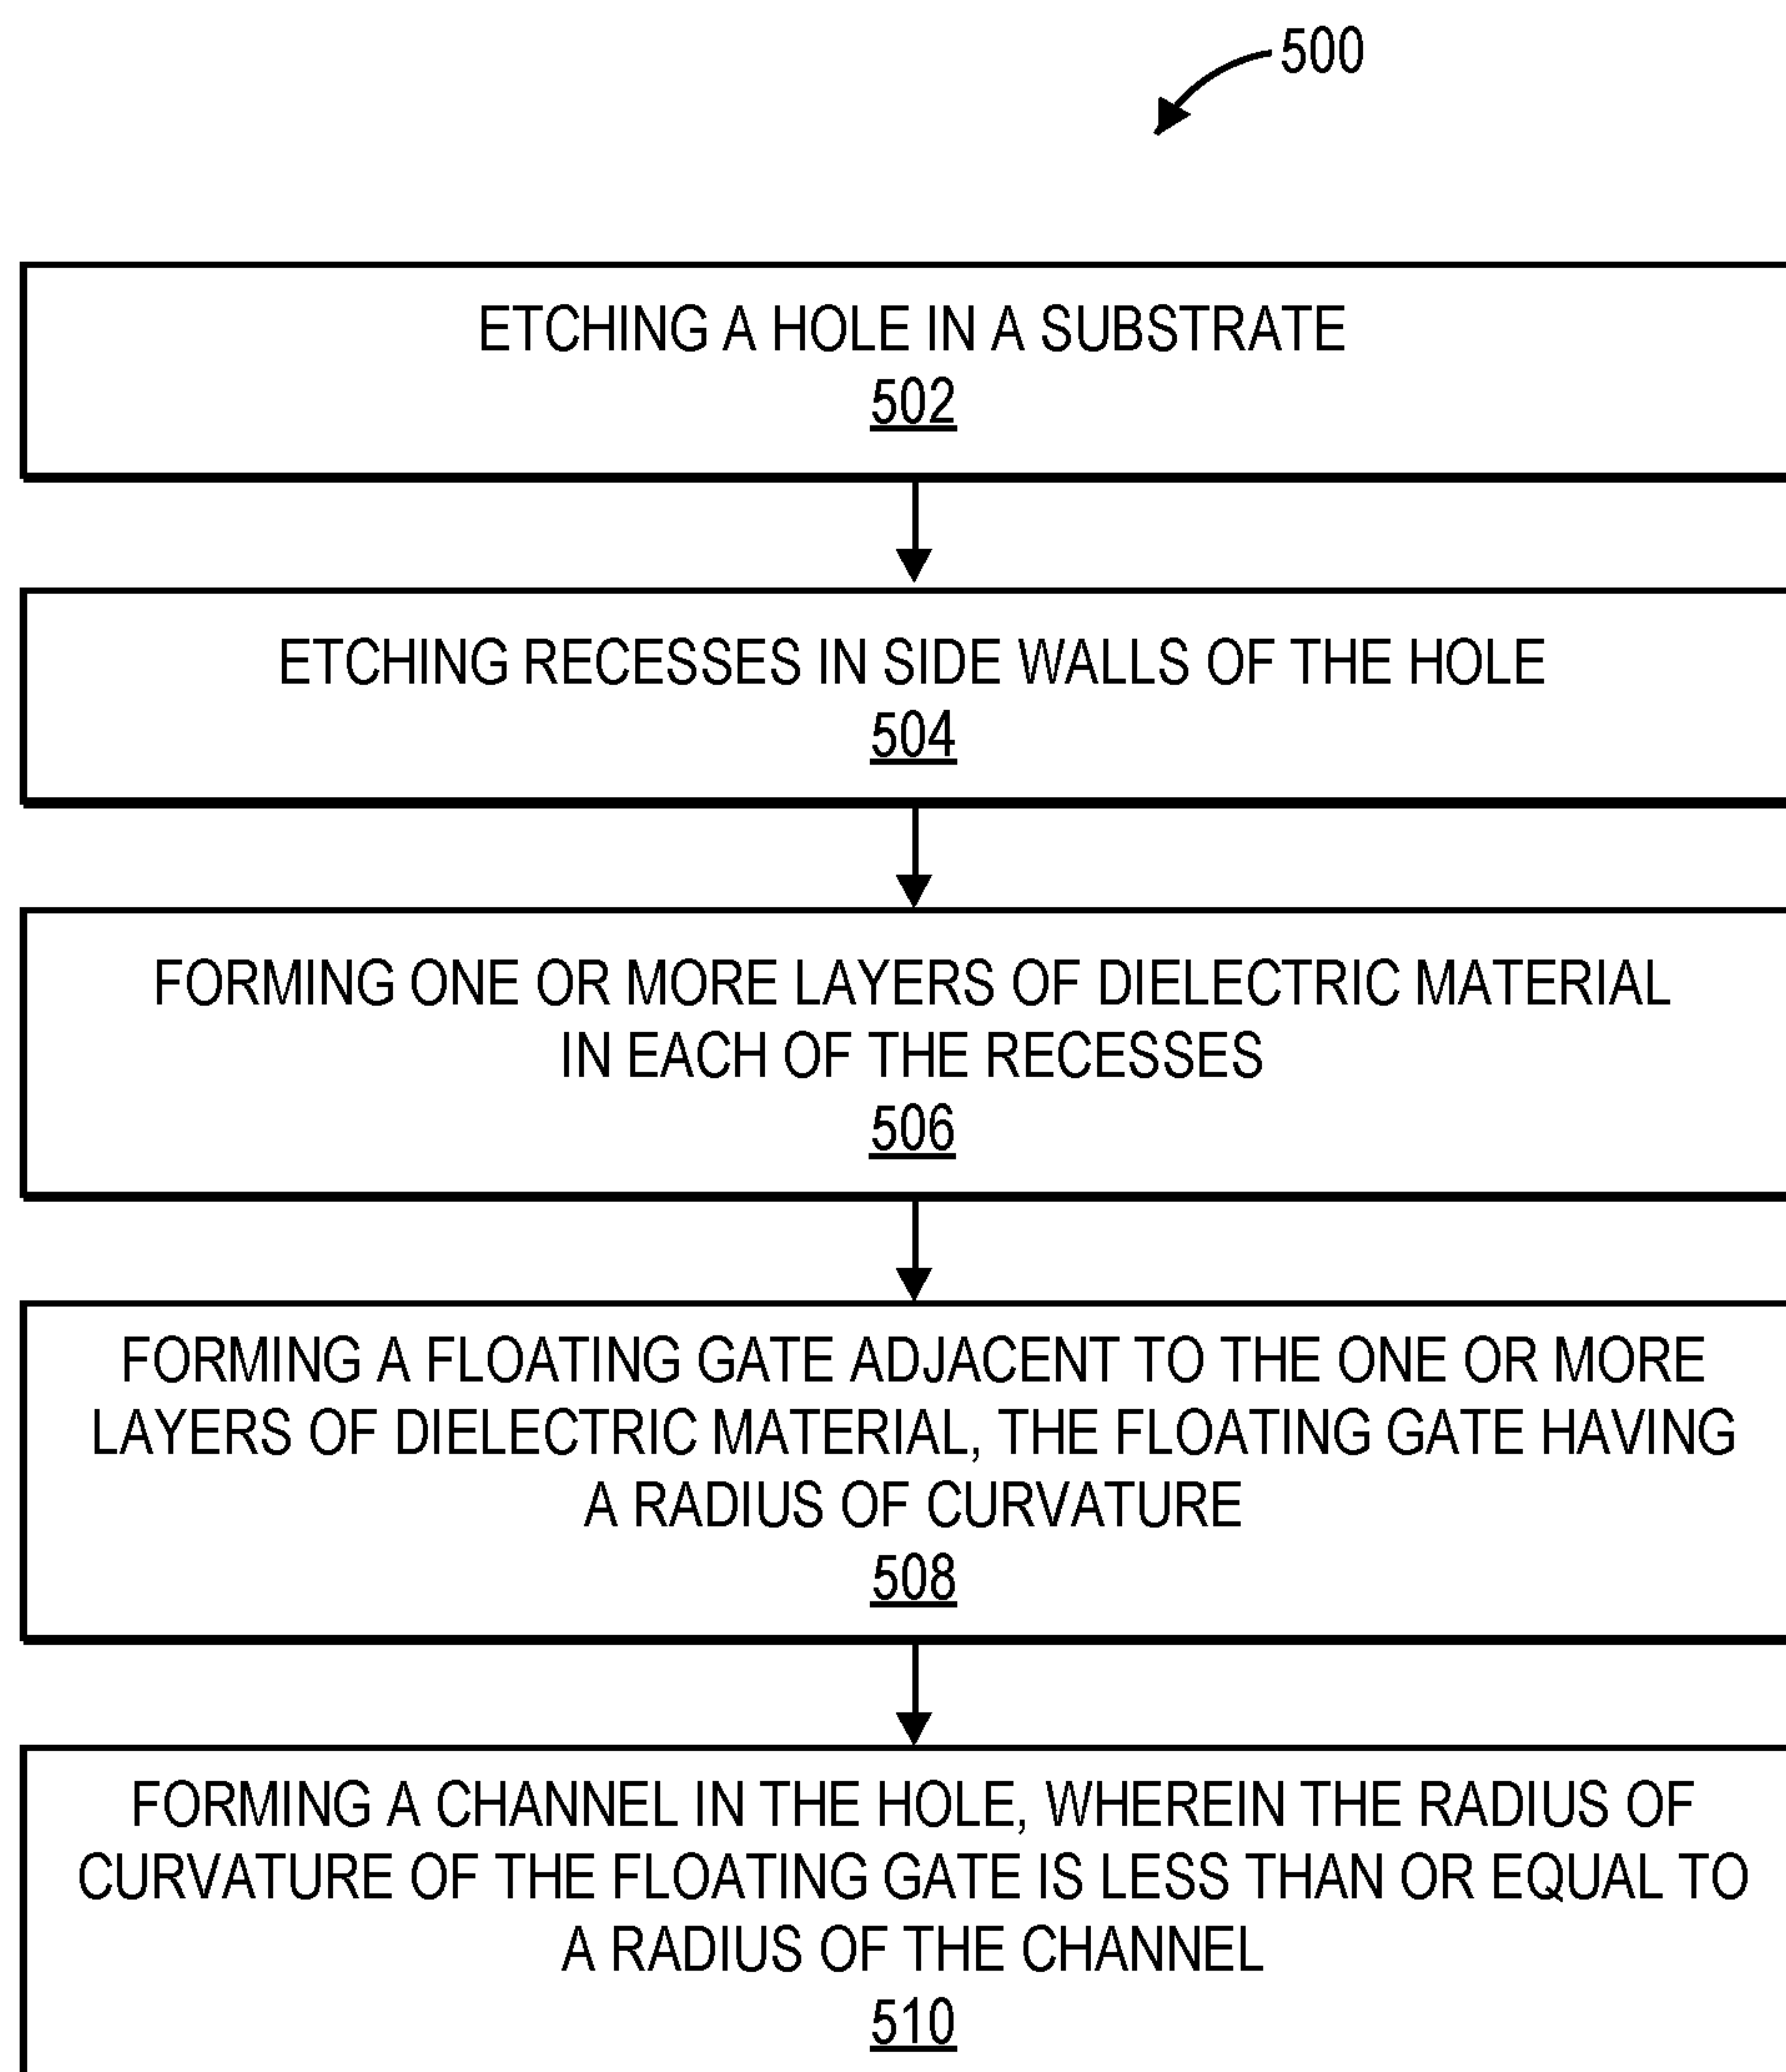 500
ETCHING A HOLE IN A SUBSTRATE
502
ETCHING RECESSES IN SIDE WALLS OF THE HOLE
504
FORMING ONE OR MORE LAYERS OF DIELECTRIC MATERIAL
IN EACH OF THE RECESSES
506
FORMING A FLOATING GATE ADJACENT TO THE ONE OR MORE
LAYERS OF DIELECTRIC MATERIAL, THE FLOATING GATE HAVING
A RADIUS OF CURVATURE
508
FORMING A CHANNEL IN THE HOLE, WHEREIN THE RADIUS OF
CURVATURE OF THE FLOATING GATE IS LESS THAN OR EQUAL TO
A RADIUS OF THE CHANNEL
510